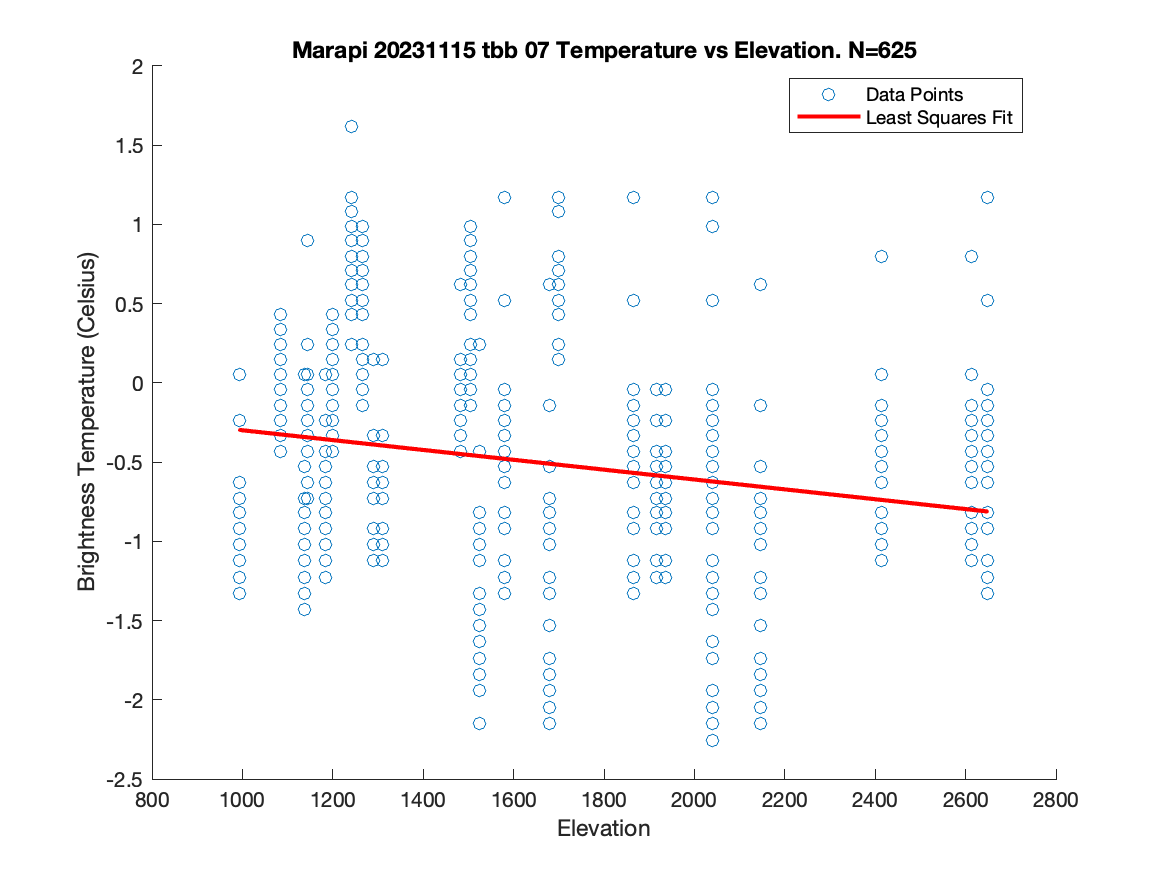 Marapi 20231115 tbb 07 Temperature vs Elevation. N=625
Data Points
Least Squares Fit
2
1.5
1
0.5
0
-0.5
-1
-1.5
-2
-2.5
Brightness Temperature (Celsius)
800 1000 1200 1400 1600 1800 2000 2200 2400 2600 2800
Elevation